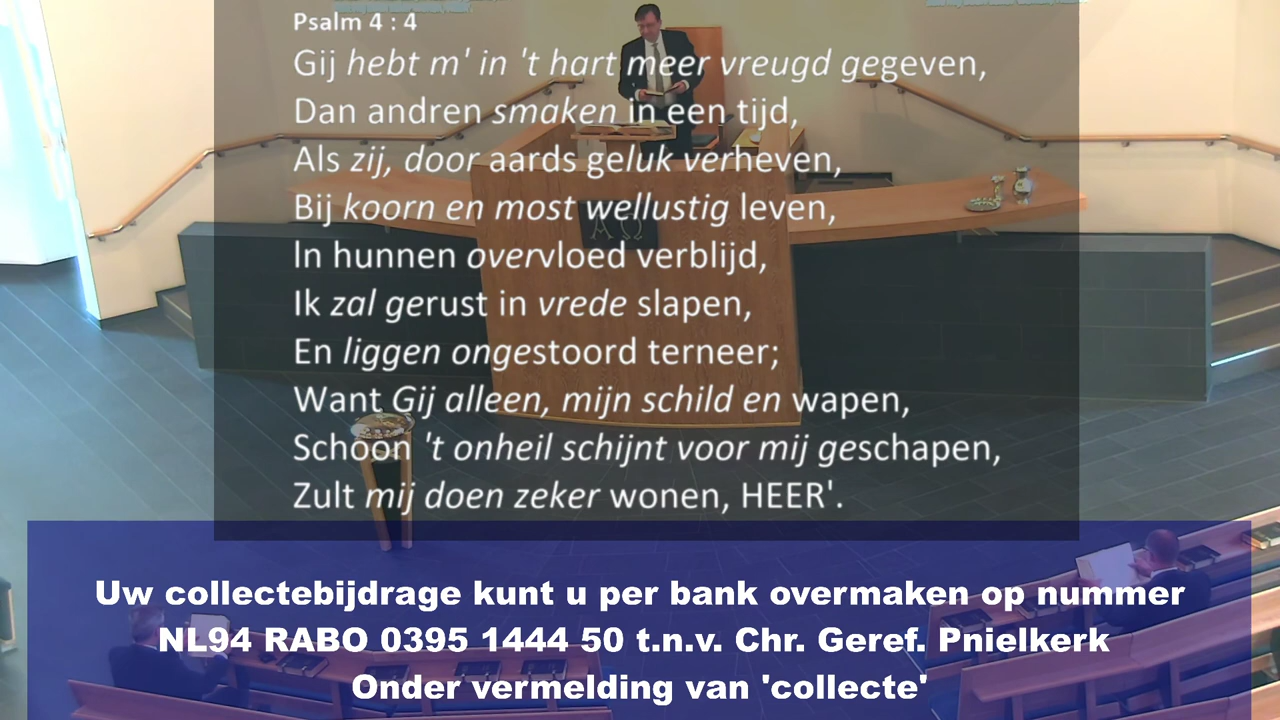 Psalm 4 : 4
Gij hebt m' in 't hart meer vreugd gegeven,
Dan andren smaken in een tijd,
Als zij, door aards geluk verheven,
Bij koorn en most wellustig leven,
In hunnen overvloed verblijd,
Ik zal gerust in vrede slapen,
En liggen ongestoord terneer;
Want Gij alleen, mijn schild en wapen,
Schoon 't onheil schijnt voor mij geschapen,
Zult mij doen zeker wonen, HEER'.
ΑΩ
Uw collectebijdrage kunt u per bank overmaken op nummer
NL94 RABO 0395 1444 50 t.n.v. Chr. Geref. Pnielkerk
Onder vermelding van 'collecte'